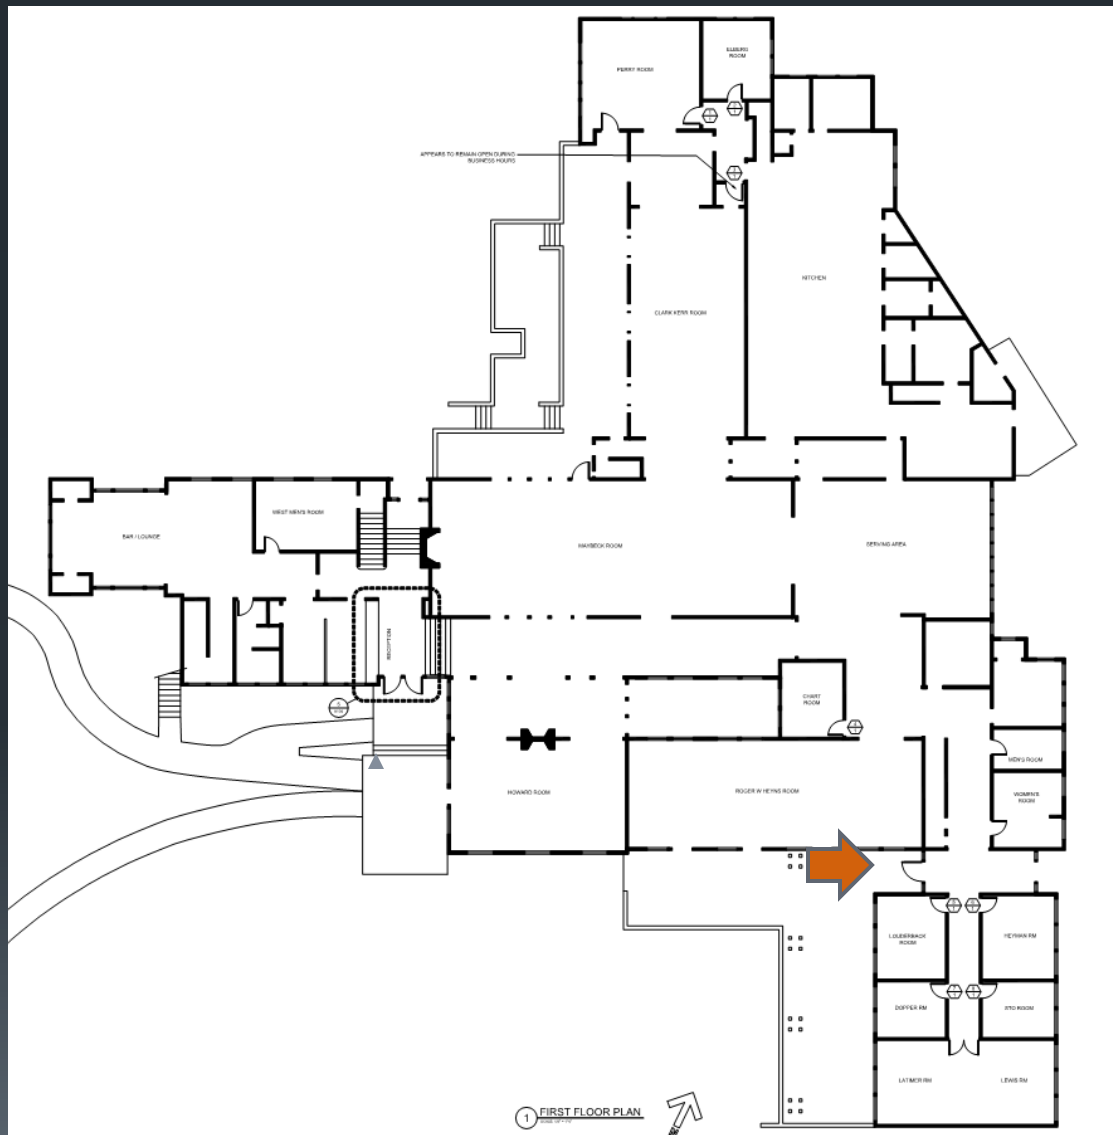 ELBERG
ROOM
PERRY ROOM
APPEARS TO REMAIN OPEN DURING
BUSINESS HOURS
KITCHEN
CLARK KERR ROOM
WEST MEN'S ROOM
BAR / LOUNGE
MAYBECK ROOM
SERVING AREA
RECEPTION
CHART
ROOM
MEN'S ROOM
HOWARD ROOM
ROGER W HEYNS ROOM
WOMEN'S
ROOM
LOUDERBACK
ROOM
HEYMAN RM
DOPPER RM
STO ROOM
LATIMER RM
LEWIS RM
1
FIRST FLOOR PLAN